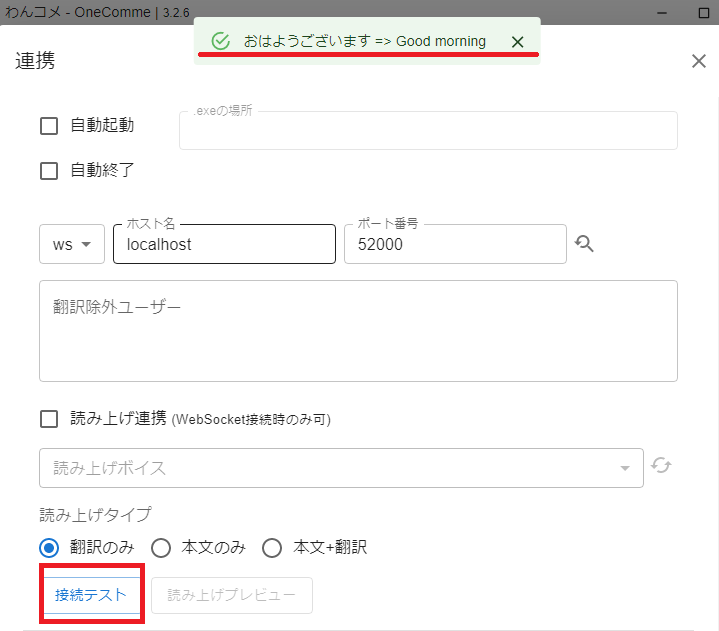 わんコメ - OneComme | 3.2.6
おはようございます => Good morning
連携
自動起動
.exeの場所
自動終了
ws
ホスト名
localhost
ポート番号
52000
翻訳除外ユーザー
読み上げ連携 (WebSocket接続時のみ可)
読み上げボイス
読み上げタイプ
翻訳のみ 本文のみ 本文+翻訳
接続テスト 読み上げプレビュー